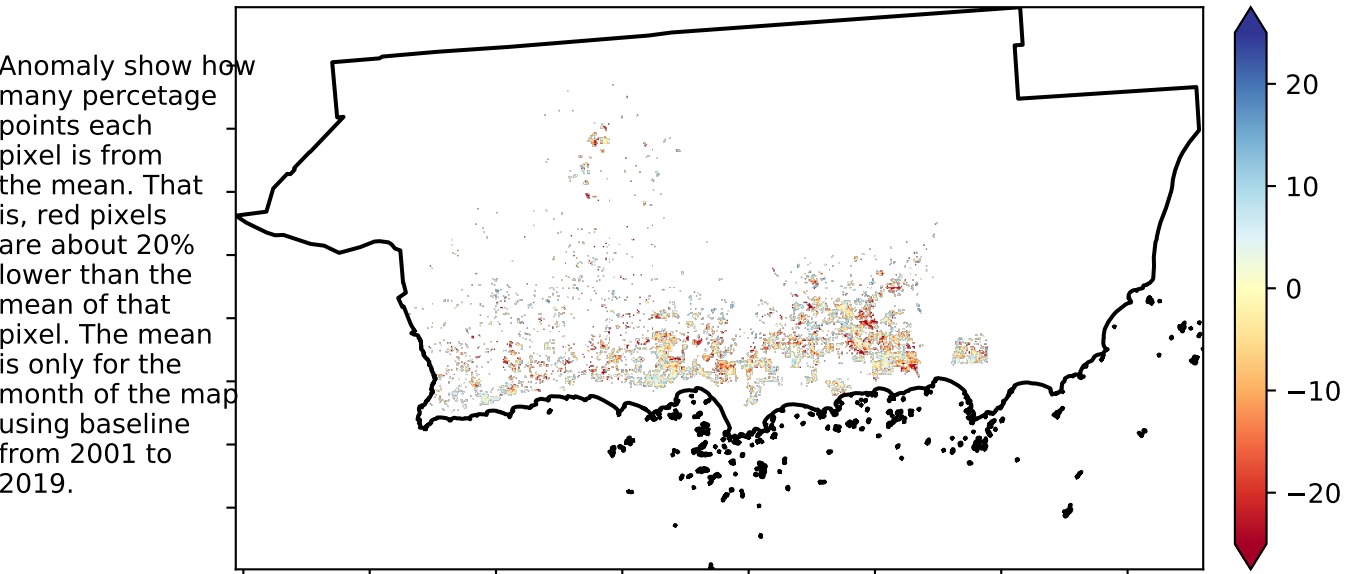 Anomaly show how
many percetage
points each
pixel is from
the mean. That
is, red pixels
are about 20%
lower than the
mean of that
pixel. The mean
is only for the
month of the map
using baseline
from 2001 to
2019.
20
10
0
−10
−20